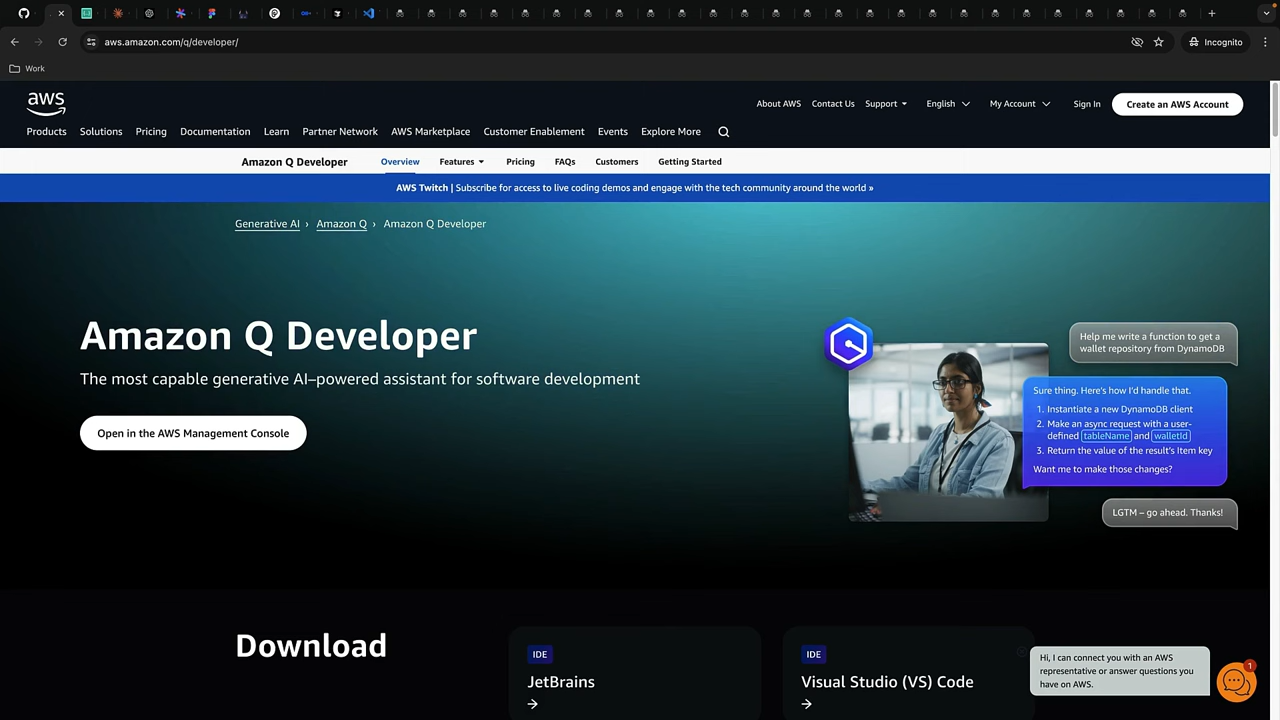 aws.amazon.com/q/developer/
Incognito
Work
aws
About AWS Contact Us Support English My Account Sign In Create an AWS Account
Products Solutions Pricing Documentation Learn Partner Network AWS Marketplace Customer Enablement Events Explore More
Amazon Q Developer Overview Features Pricing FAQs Customers Getting Started
AWS Twitch | Subscribe for access to live coding demos and engage with the tech community around the world »
Generative AI › Amazon Q › Amazon Q Developer
Amazon Q Developer
The most capable generative AI–powered assistant for software development
Open in the AWS Management Console
Help me write a function to get a
wallet repository from DynamoDB
Sure thing. Here's how I'd handle that.
1. Instantiate a new DynamoDB client
2. Make an async request with a user-
defined tableName and walletId
3. Return the value of the result's Item key
Want me to make those changes?
LGTM – go ahead. Thanks!
Download
IDE
JetBrains
IDE
Visual Studio (VS) Code
Hi, I can connect you with an AWS
representative or answer questions you
have on AWS.
1